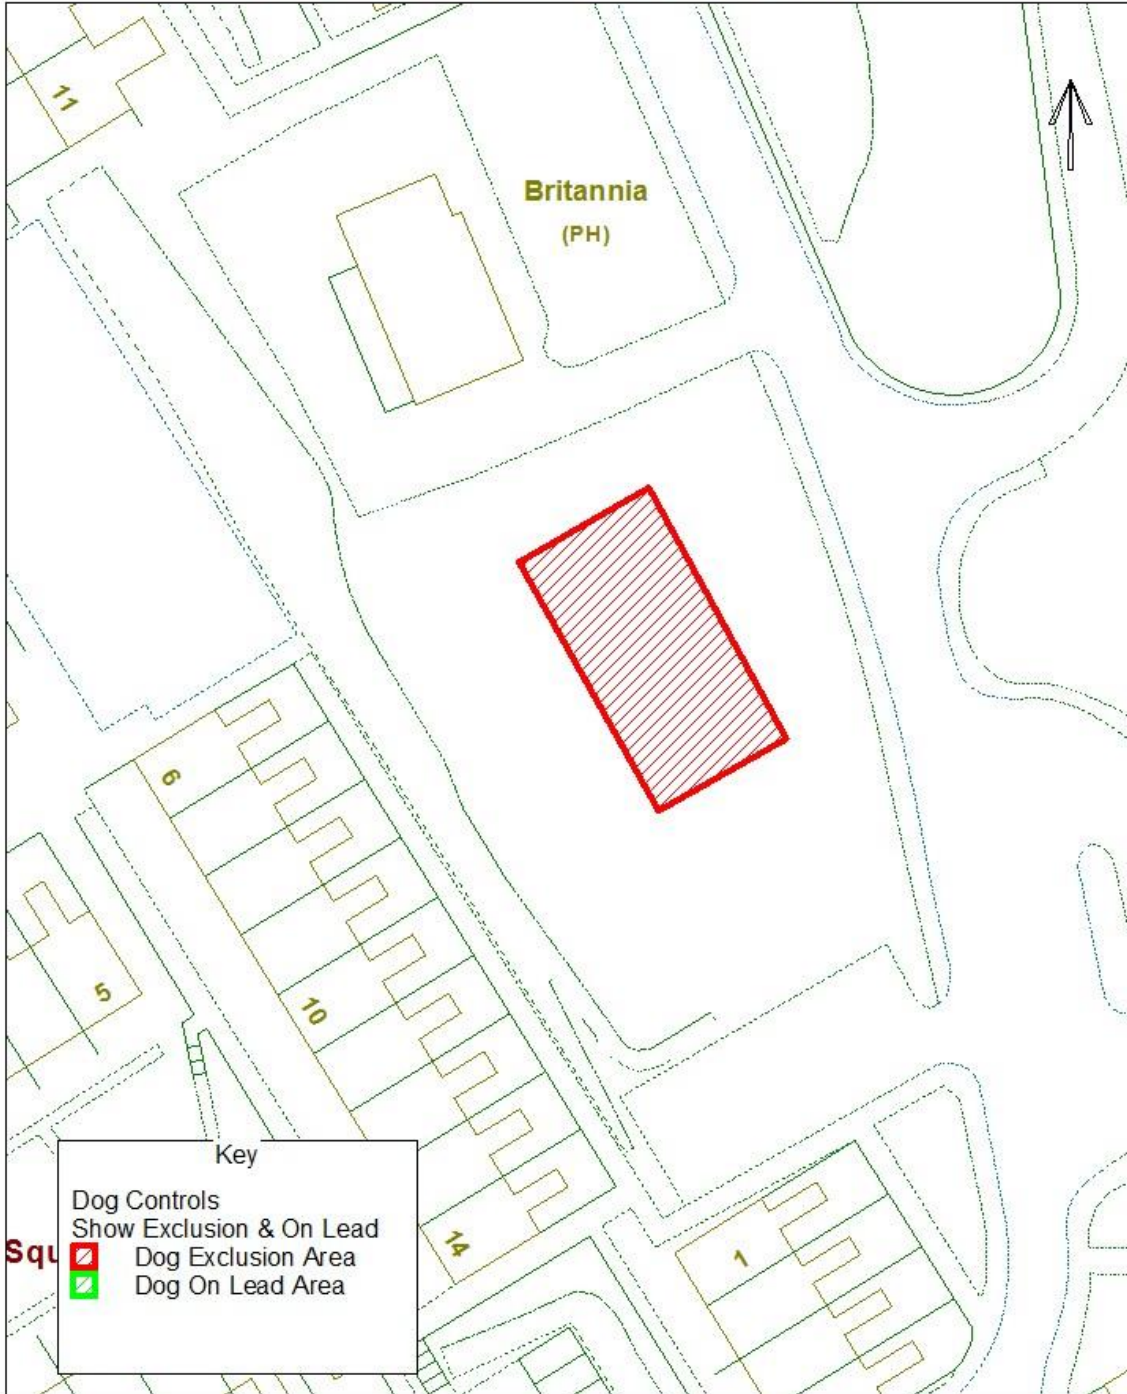 11
Britannia
(PH)
6
5
10
14
1
Squ
Key
Dog Controls
Show Exclusion & On Lead
Dog Exclusion Area
Dog On Lead Area